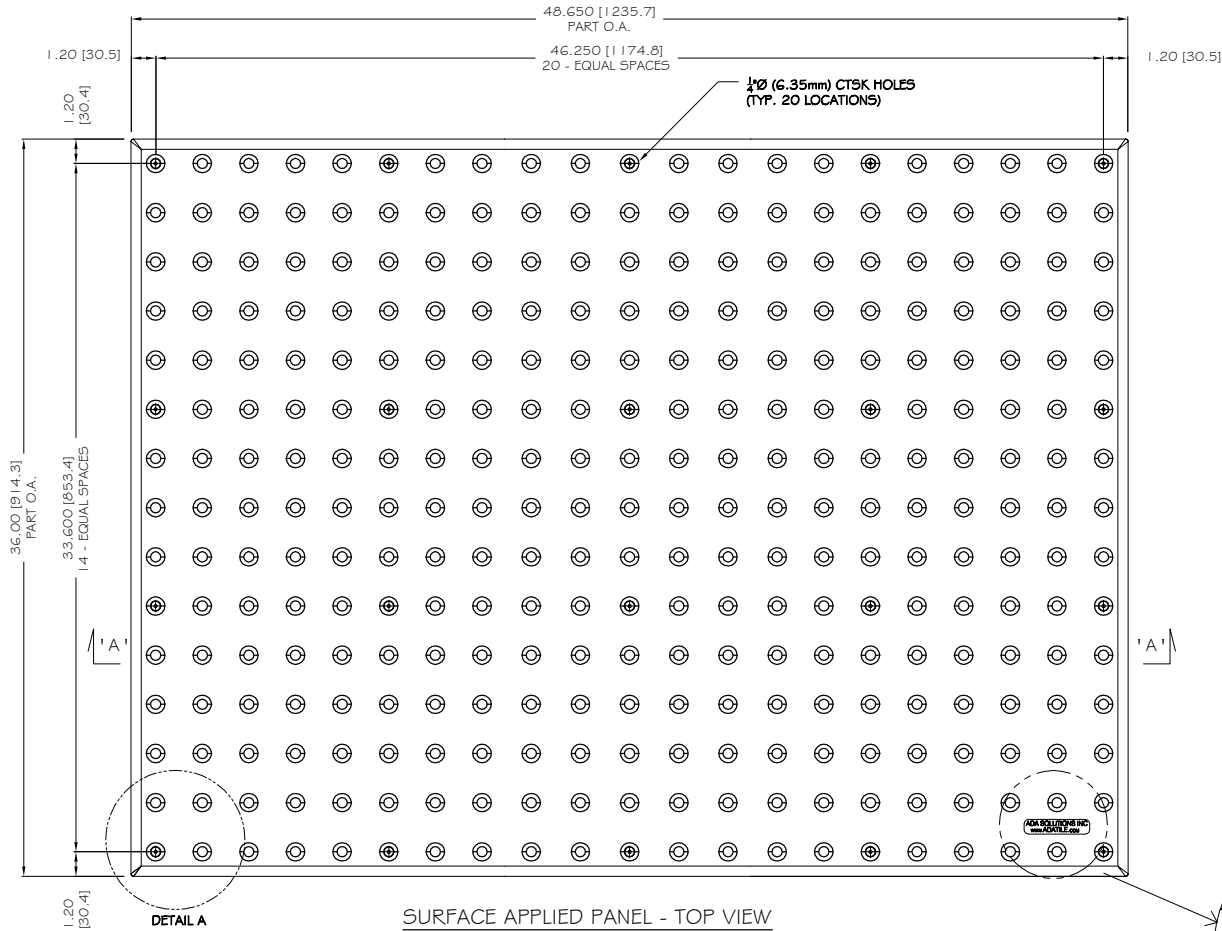 48.650 [1235.7]
PART O.A.
1.20 [30.5]
46.250 [1174.8]
20 - EQUAL SPACES
1.20 [30.5]
1.20
[30.4]
¼"Ø (6.35mm) CTSK HOLES
(TYP. 20 LOCATIONS)
36.00 [914.3]
PART O.A.
33.600 [853.4]
14 - EQUAL SPACES
'A'
'A'
ADA SOLUTIONS INC
www.ADATILE.COM
1.20
[30.4]
DETAIL A
SURFACE APPLIED PANEL - TOP VIEW